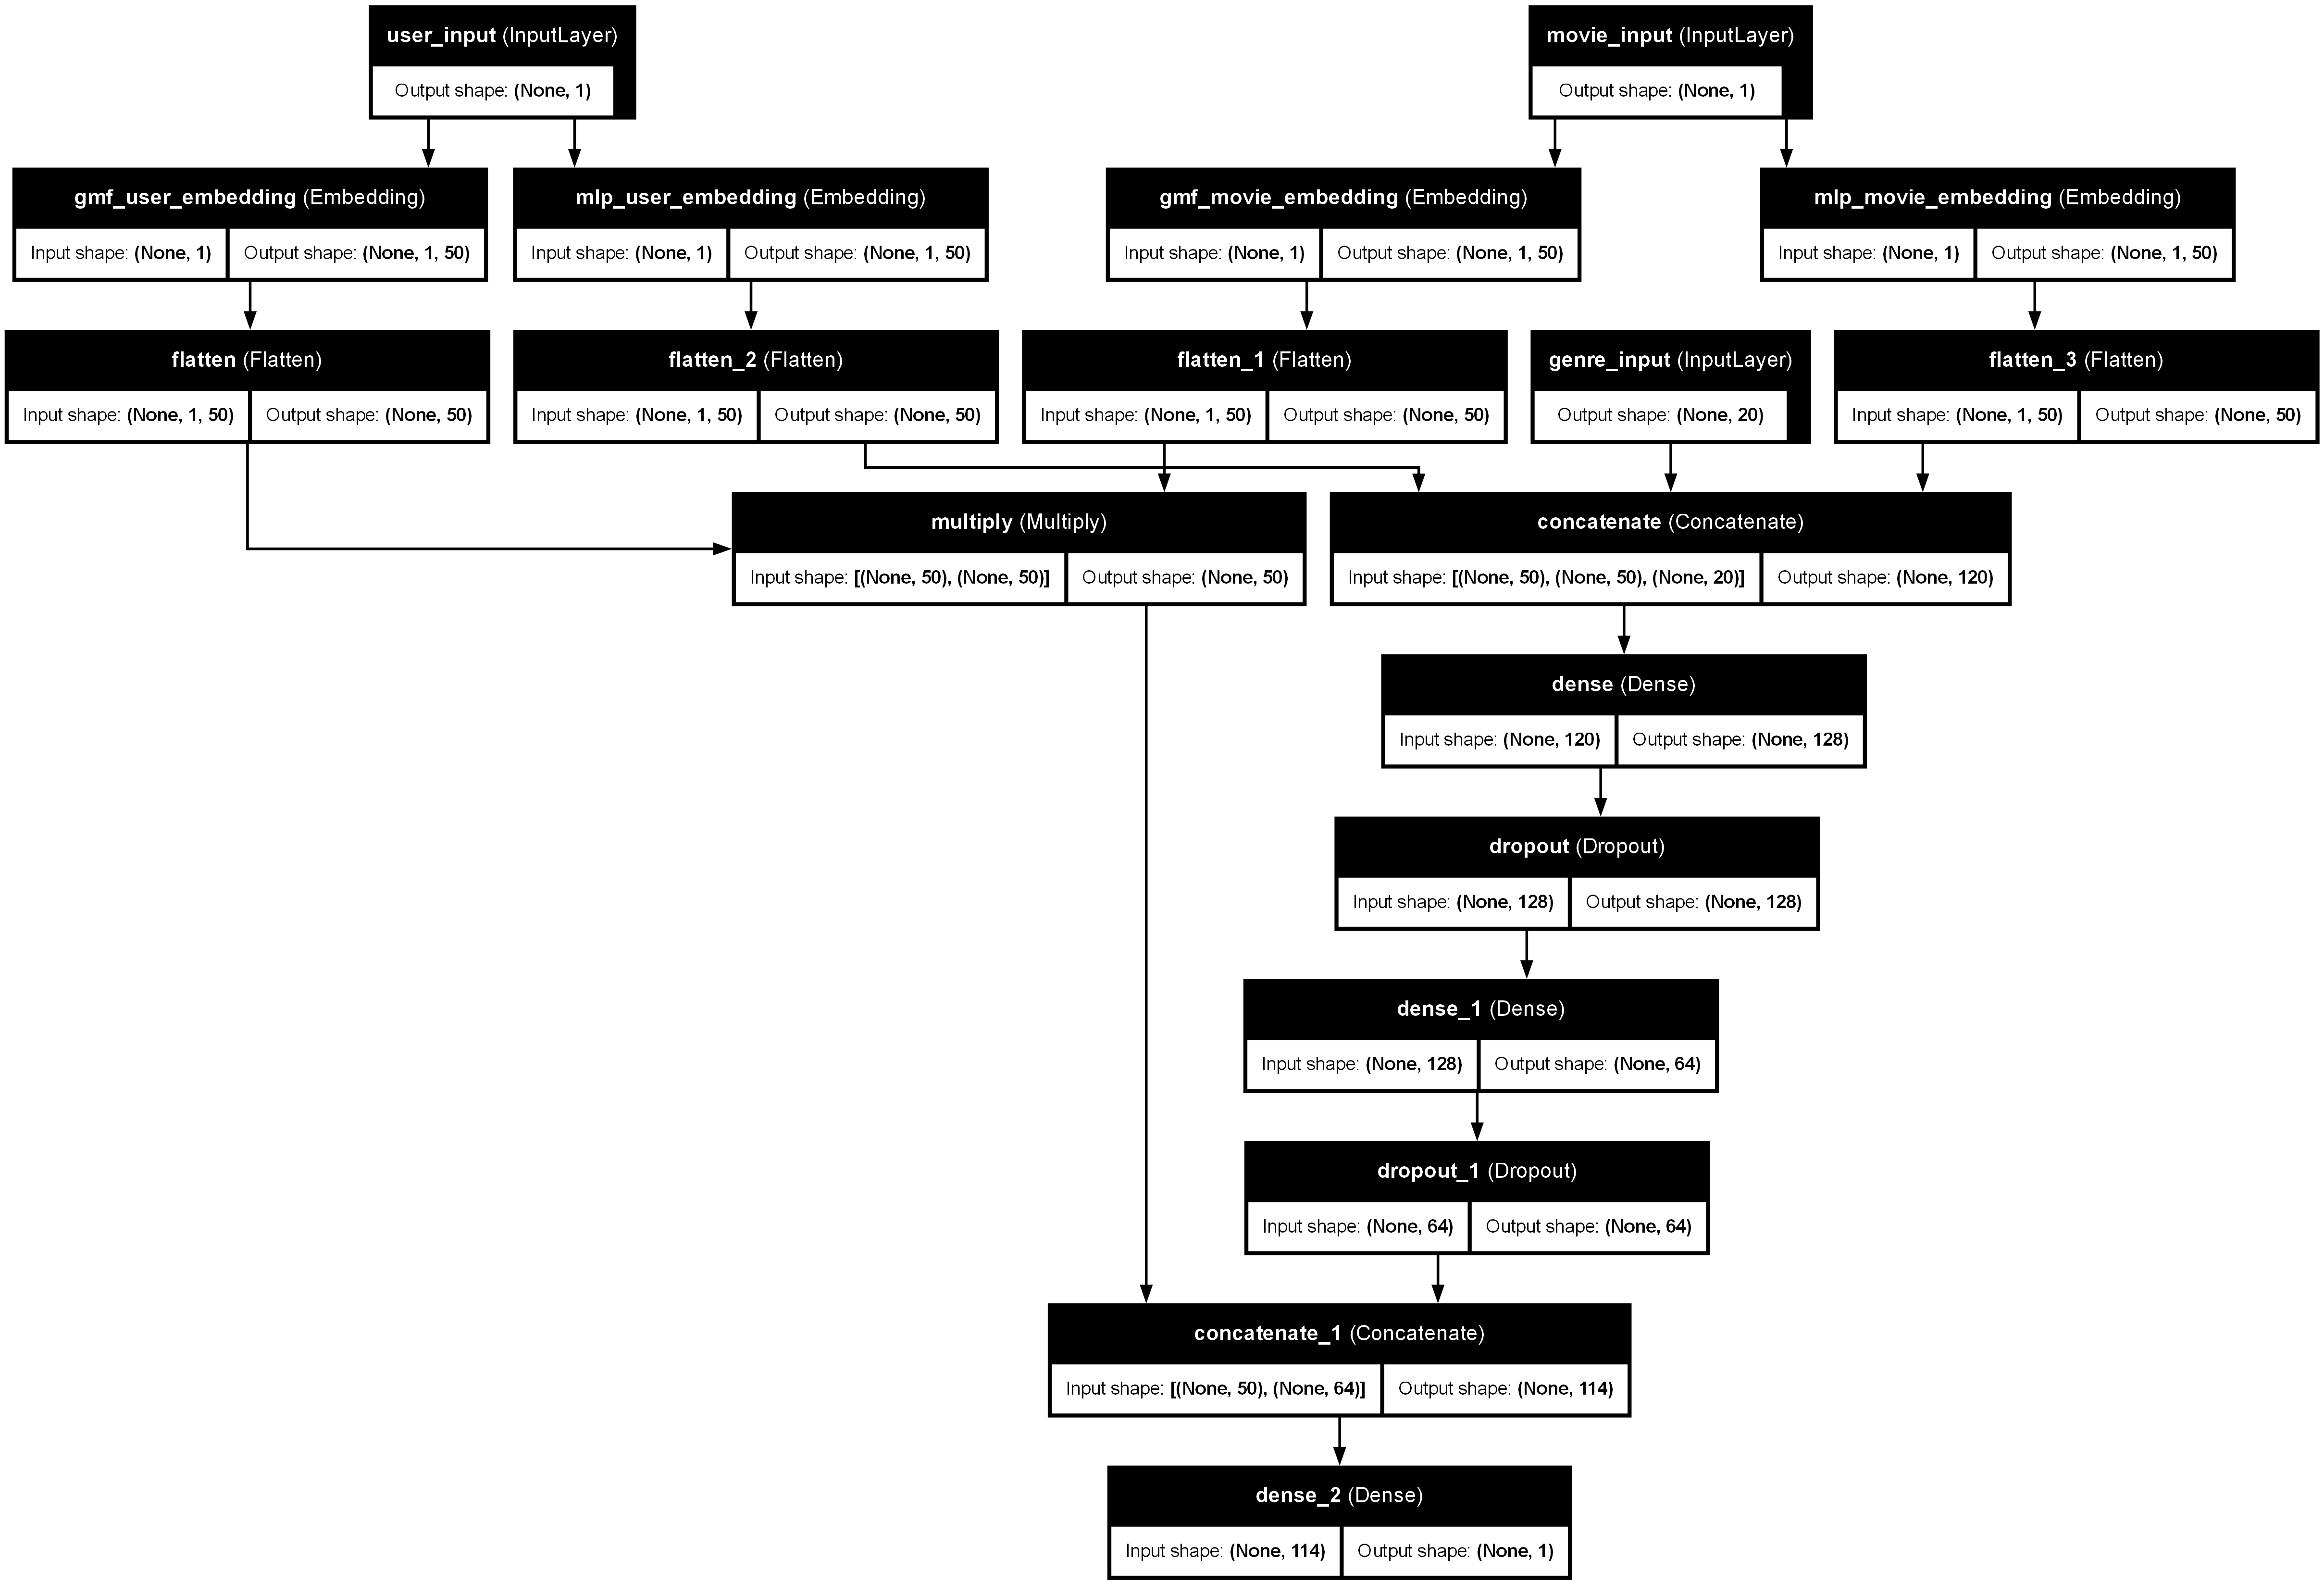 user_input (InputLayer)
Output shape: (None, 1)
movie_input (InputLayer)
Output shape: (None, 1)
gmf_user_embedding (Embedding)
Input shape: (None, 1) Output shape: (None, 1, 50)
mlp_user_embedding (Embedding)
Input shape: (None, 1) Output shape: (None, 1, 50)
gmf_movie_embedding (Embedding)
Input shape: (None, 1) Output shape: (None, 1, 50)
mlp_movie_embedding (Embedding)
Input shape: (None, 1) Output shape: (None, 1, 50)
flatten (Flatten)
Input shape: (None, 1, 50) Output shape: (None, 50)
flatten_2 (Flatten)
Input shape: (None, 1, 50) Output shape: (None, 50)
flatten_1 (Flatten)
Input shape: (None, 1, 50) Output shape: (None, 50)
genre_input (InputLayer)
Output shape: (None, 20)
flatten_3 (Flatten)
Input shape: (None, 1, 50) Output shape: (None, 50)
multiply (Multiply)
Input shape: [(None, 50), (None, 50)] Output shape: (None, 50)
concatenate (Concatenate)
Input shape: [(None, 50), (None, 50), (None, 20)] Output shape: (None, 120)
dense (Dense)
Input shape: (None, 120) Output shape: (None, 128)
dropout (Dropout)
Input shape: (None, 128) Output shape: (None, 128)
dense_1 (Dense)
Input shape: (None, 128) Output shape: (None, 64)
dropout_1 (Dropout)
Input shape: (None, 64) Output shape: (None, 64)
concatenate_1 (Concatenate)
Input shape: [(None, 50), (None, 64)] Output shape: (None, 114)
dense_2 (Dense)
Input shape: (None, 114) Output shape: (None, 1)